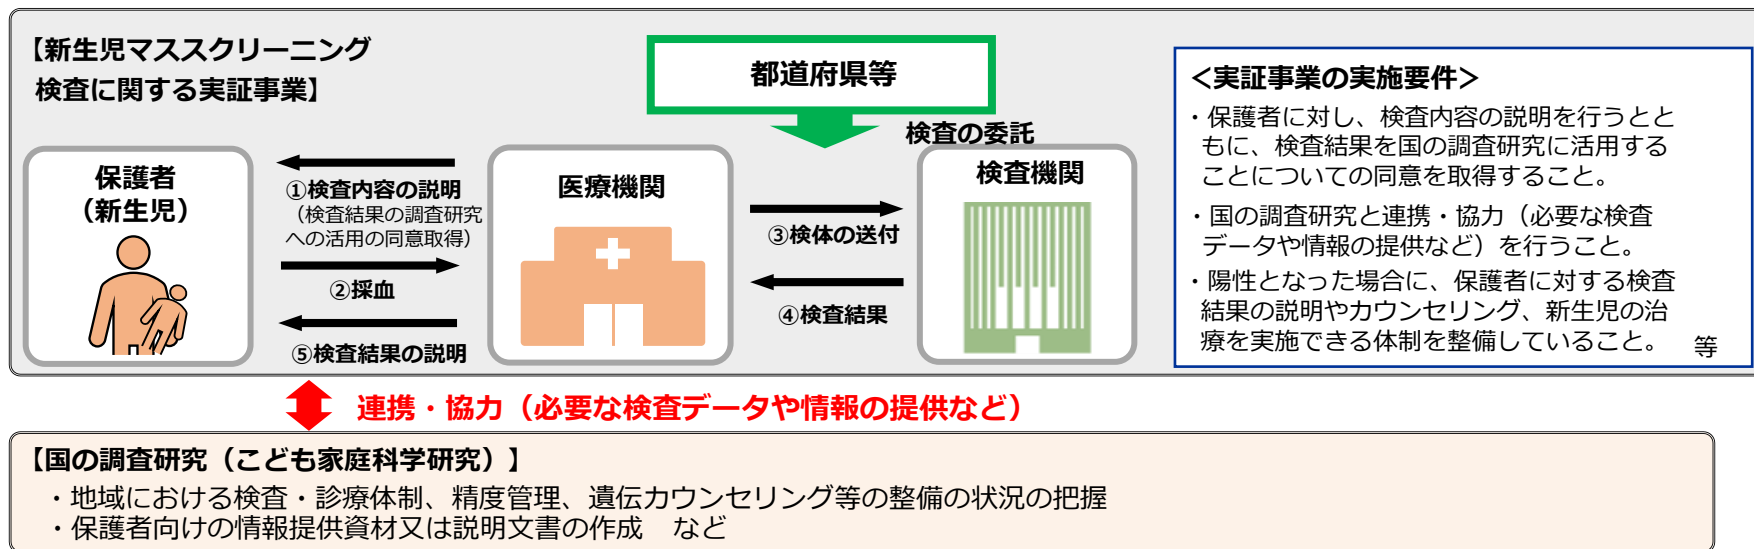 【新生児マススクリーニング
検査に関する実証事業】
都道府県等
検査の委託
保護者
（新生児）
①検査内容の説明
（検査結果の調査研究
への活用の同意取得）
②採血
⑤検査結果の説明
医療機関
③検体の送付
④検査結果
検査機関
＜実証事業の実施要件＞
・保護者に対し、検査内容の説明を行うとと
もに、検査結果を国の調査研究に活用する
ことについての同意を取得すること。
・国の調査研究と連携・協力（必要な検査
データや情報の提供など）を行うこと。
・陽性となった場合に、保護者に対する検査
結果の説明やカウンセリング、新生児の治
療を実施できる体制を整備していること。 等
連携・協力（必要な検査データや情報の提供など）
【国の調査研究（こども家庭科学研究）】
・地域における検査・診療体制、精度管理、遺伝カウンセリング等の整備の状況の把握
・保護者向けの情報提供資材又は説明文書の作成　など